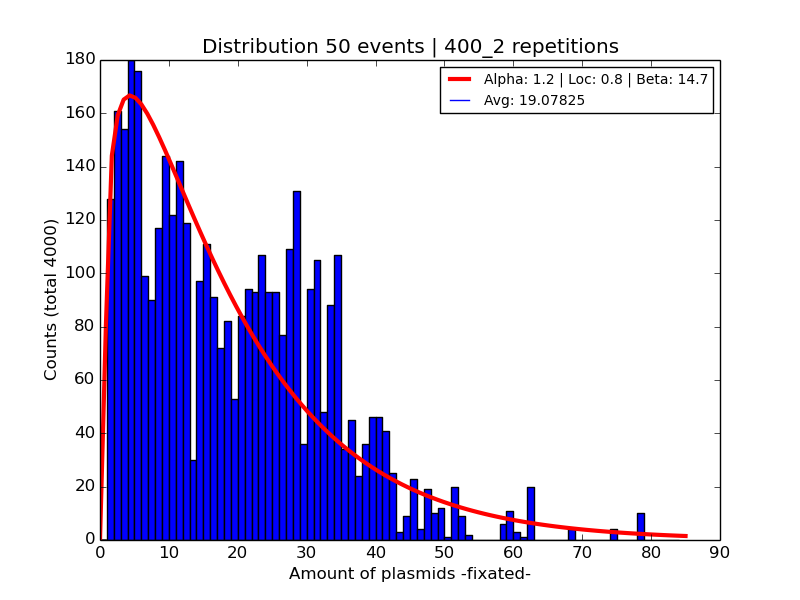 Distribution 50 events | 400_2 repetitions
Alpha: 1.2 | Loc: 0.8 | Beta: 14.7
Avg: 19.07825
180
160
140
120
100
80
60
40
20
0
Counts (total 4000)
0 10 20 30 40 50 60 70 80 90
Amount of plasmids -fixated-